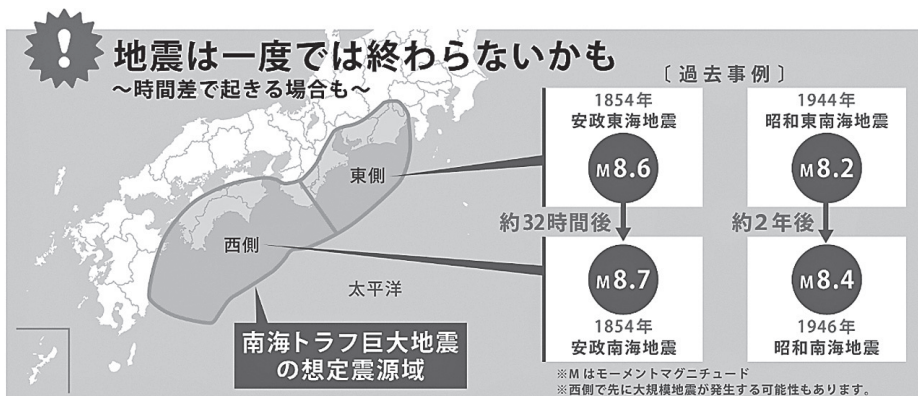 !
地震は一度では終わらないかも
～時間差で起きる場合も～
〔過去事例〕
1854年
安政東海地震
M8.6
約32時間後
M8.7
1854年
安政南海地震
1944年
昭和東南海地震
M8.2
約2年後
M8.4
1946年
昭和南海地震
東側
西側
太平洋
南海トラフ巨大地震
の想定震源域
※Mはモーメントマグニチュード
※西側で先に大規模地震が発生する可能性もあります。